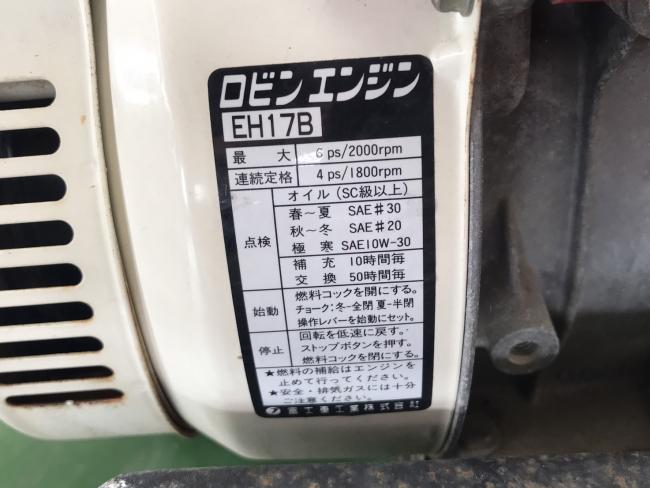 ロビンエンジン
EH17B
最大 6 ps/2000rpm
連続定格 4 ps/1800rpm
点検 オイル(SC級以上)
春〜夏 SAE#30
秋〜冬 SAE#20
極寒 SAE10W-30
補充 10時間毎
交換 50時間毎
始動 燃料コックを開にする。
チョーク:冬-全閉 夏-半閉
操作レバーを始動にセット。
停止 回転を低速に戻す。
ストップボタンを押す。
燃料コックを閉にする。
★燃料の補給はエンジンを
止めて行ってください。
★安全・排気ガスには十分
ご注意ください。
富士重工業株式会社